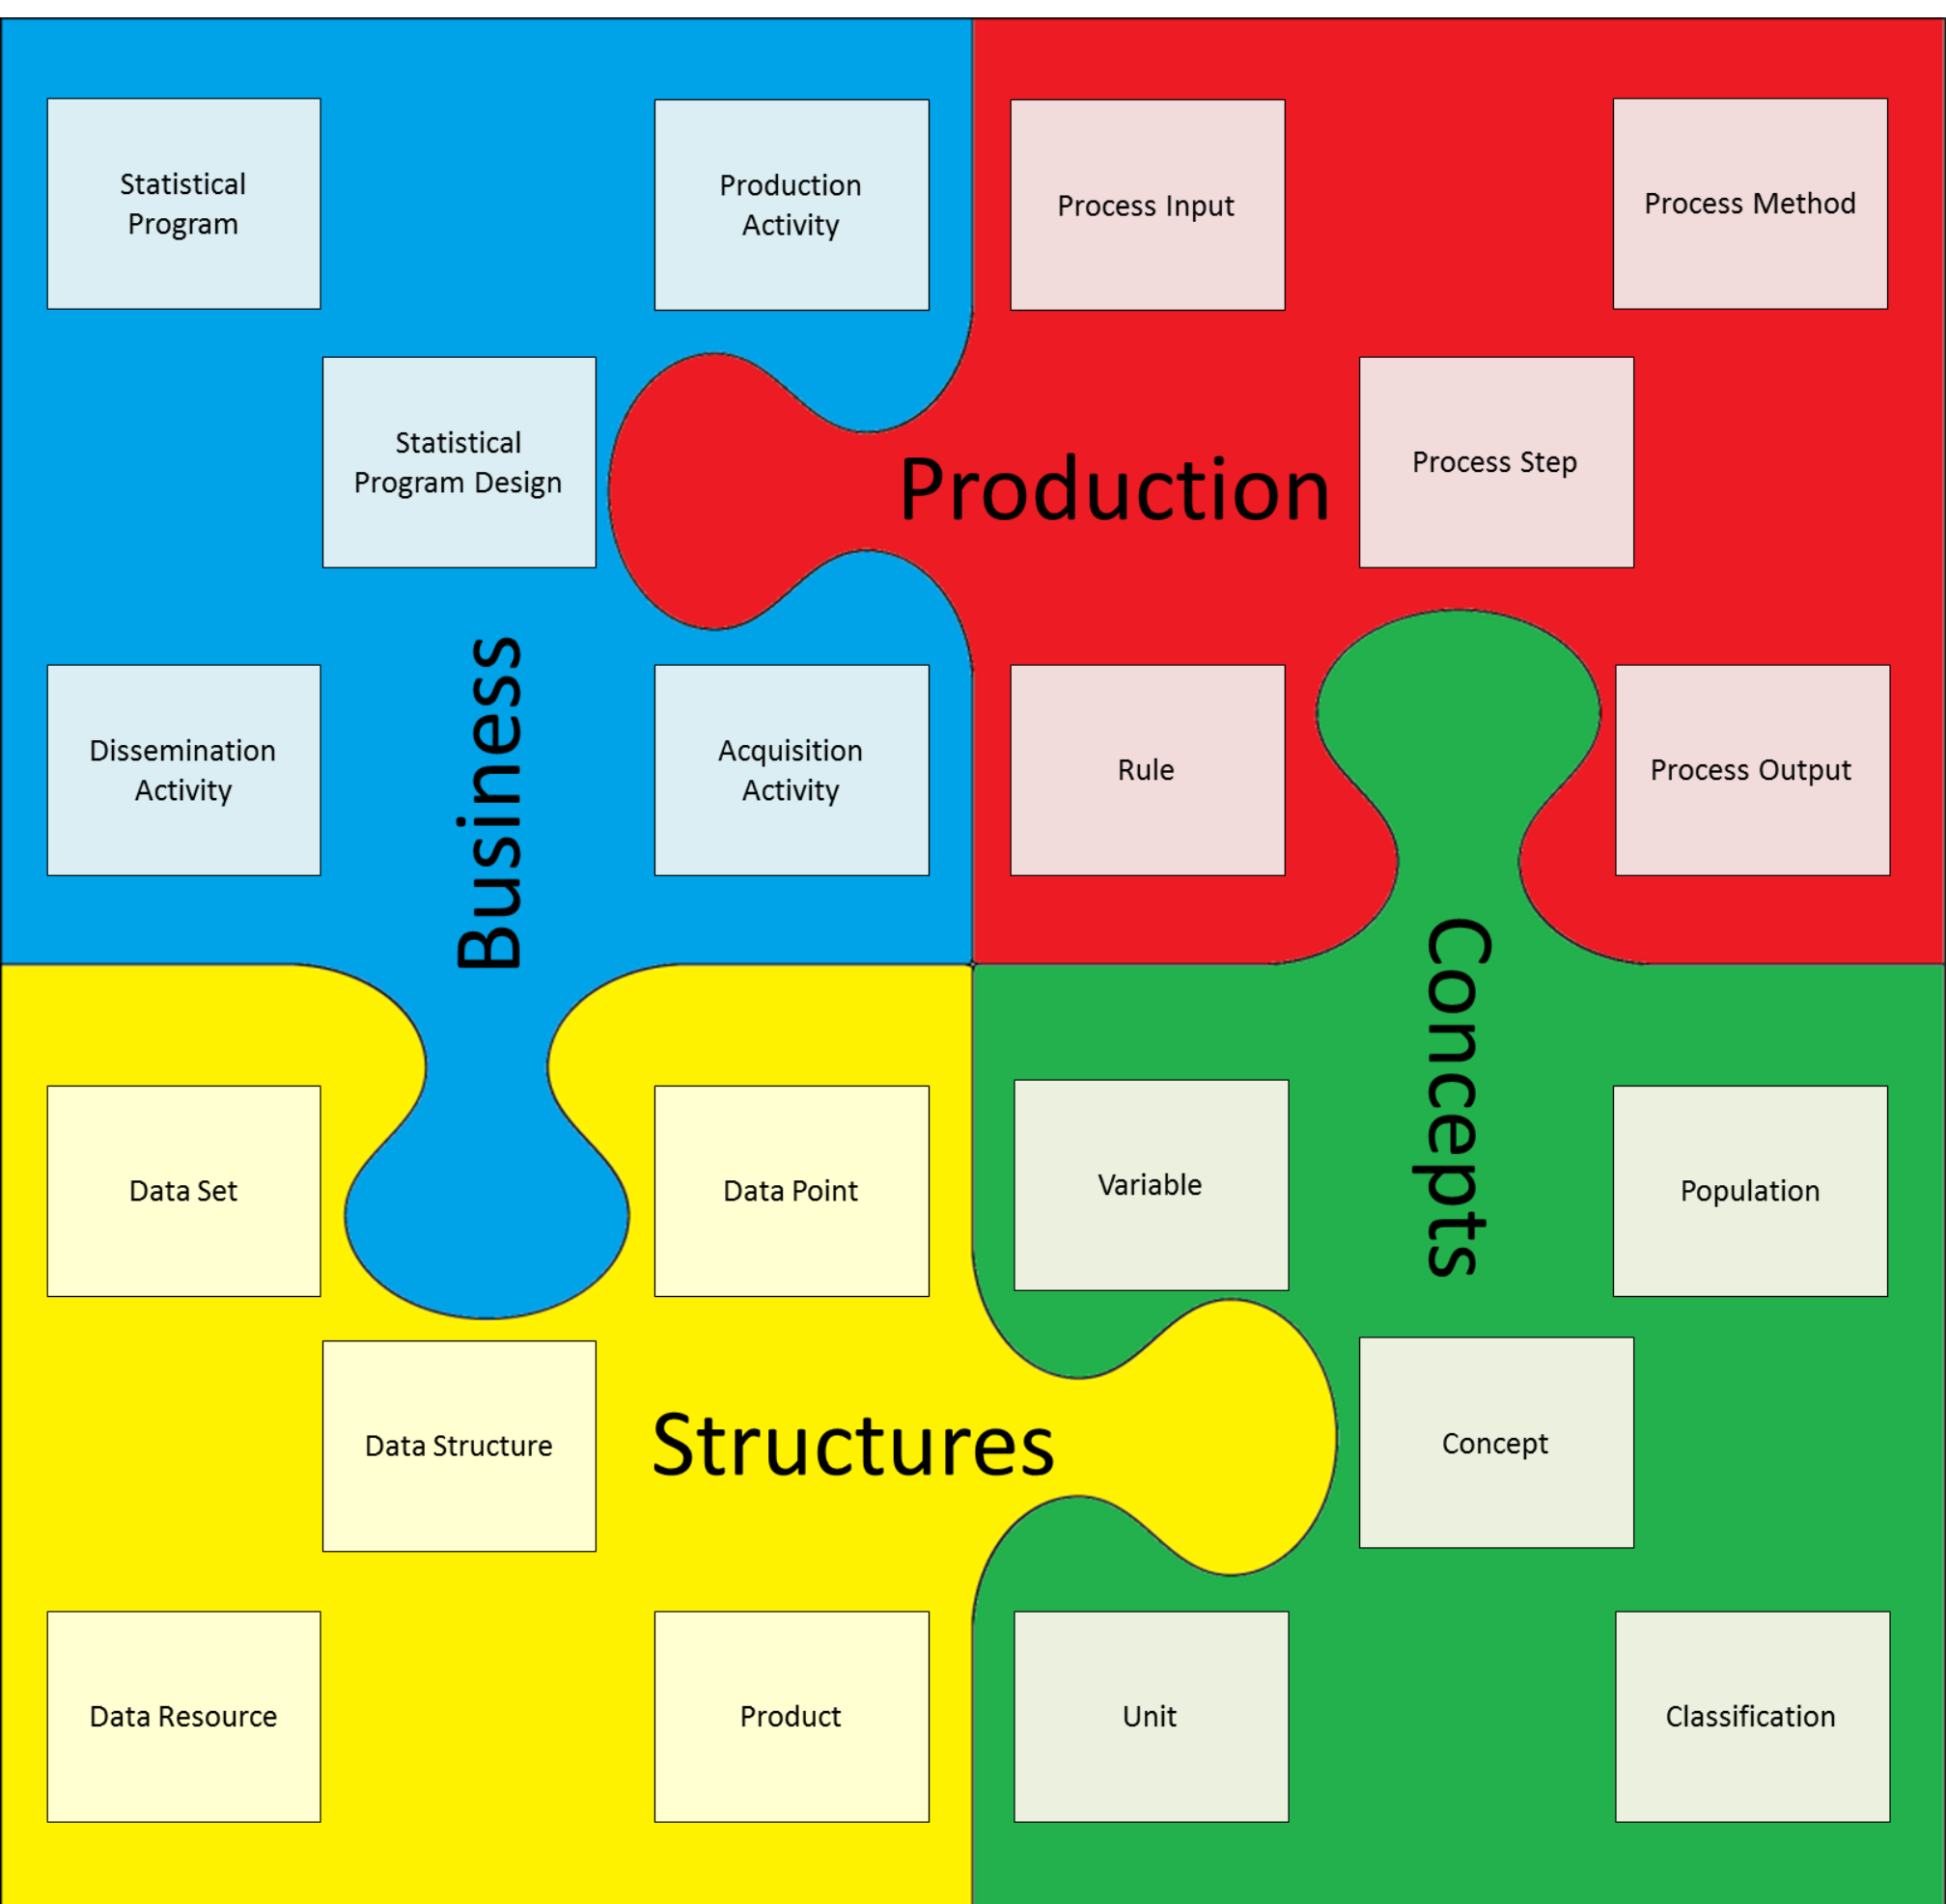 Statistical
Program
Production
Activity
Statistical
Program Design
Dissemination
Activity
Acquisition
Activity
Business
Process Input
Process Method
Production
Process Step
Rule
Process Output
Data Set
Data Point
Data Structure
Structures
Data Resource
Product
Concepts
Variable
Population
Concept
Unit
Classification